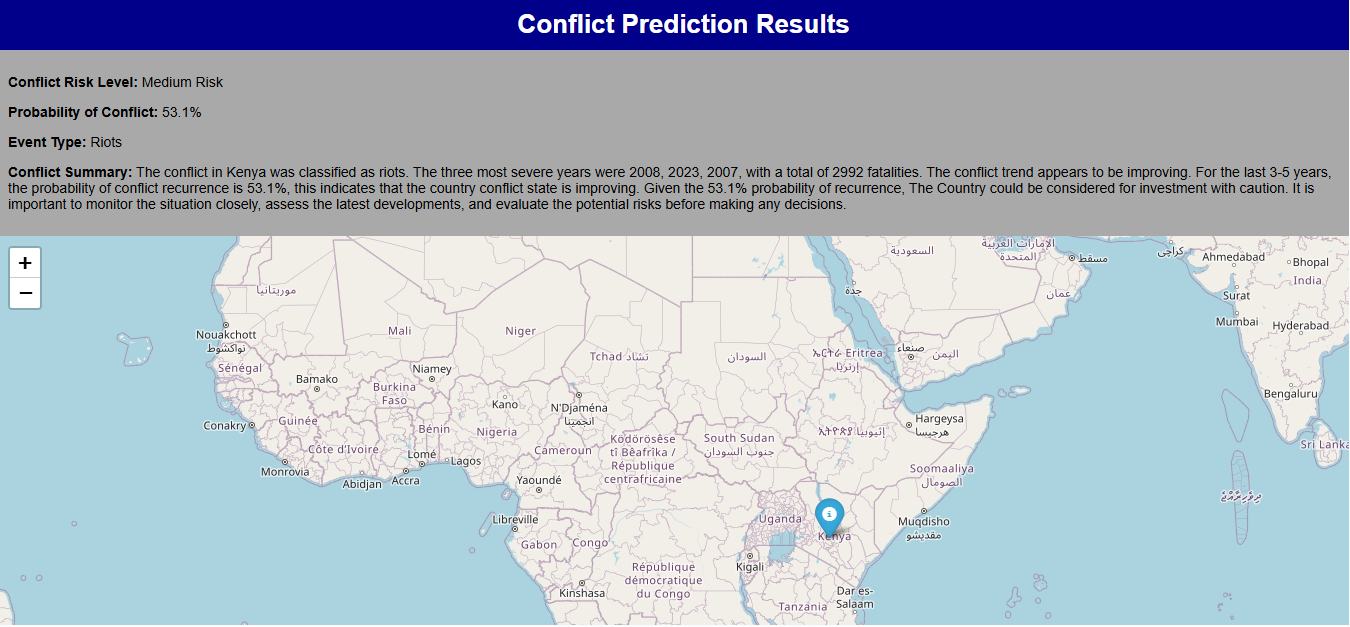 Conflict Prediction Results
Conflict Risk Level: Medium Risk
Probability of Conflict: 53.1%
Event Type: Riots
Conflict Summary: The conflict in Kenya was classified as riots. The three most severe years were 2008, 2023, 2007, with a total of 2992 fatalities. The conflict trend appears to be improving. For the last 3-5 years,
the probability of conflict recurrence is 53.1%, this indicates that the country conflict state is improving. Given the 53.1% probability of recurrence, The Country could be considered for investment with caution. It is
important to monitor the situation closely, assess the latest developments, and evaluate the potential risks before making any decisions.
+
−
السعودية
الإمارات العربية
المتحدة
مسقط
کراچی
Ahmedabad
Bhopal
India
موريتانيا
جدة
عمان
Surat
Mumbai
Hyderabad
Nouakchott
نواكشوط
Mali
Niger
Tchad تشاد
السودان
ኤርትራ Eritrea
إرتريا
صنعاء
اليمن
Sénégal
Bamako
Niamey
Burkina
Faso
Kano
N'Djaména
انجمينا
Bengaluru
Conakry
Guinée
Bénin
Nigeria
Hargeysa
هرجيسا
Côte d'Ivoire
Lomé
Lagos
Cameroun
Ködörösêse
tî Bêafrîka /
République
centrafricaine
South Sudan
جنوب السودان
ኢትዮጵያ إثيوبيا
Sri Lanka
Monrovia
Abidjan
Accra
Yaoundé
Soomaaliya
الصومال
ދިވެހިރާއްޖެ
Libreville
Uganda
Kenya
Muqdisho
مقديشو
Gabon
Congo
Kigali
République
démocratique
du Congo
Kinshasa
Dar es-
Salaam
Tanzania